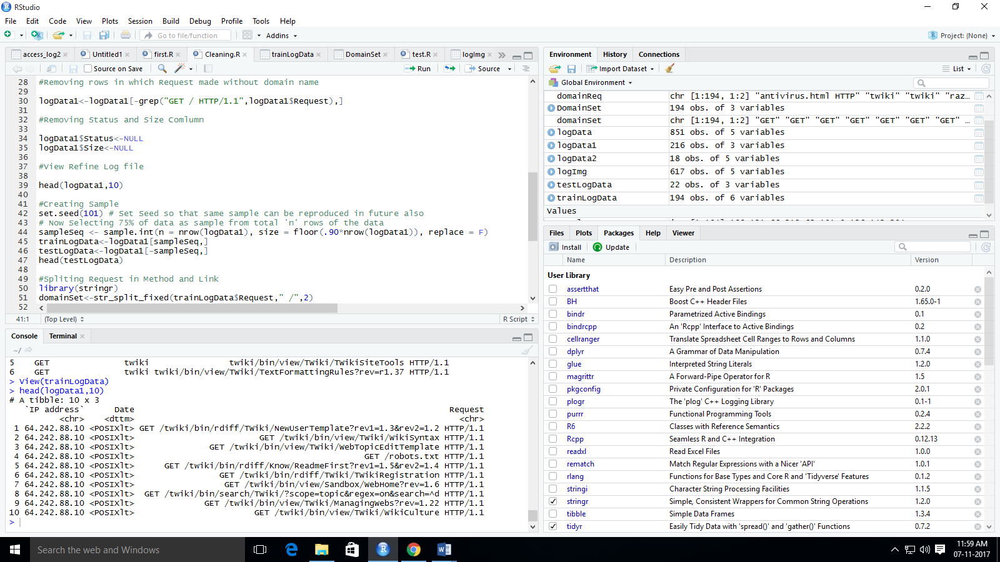 RStudio
File Edit Code View Plots Session Build Debug Profile Tools Help
Go to file/function Addins Project: (None)
access_log2 Untitled1 first.R Cleaning.R trainLogData DomainSet test.R logImg
Source on Save Run Source
28 #Removing rows in which Request made without domain name
29
30 logData1<-logData1[-grep("GET / HTTP/1.1",logData1$Request),]
31
32 #Removing Status and Size Comlumn
33
34 logData1$Status<-NULL
35 logData1$Size<-NULL
36
37 #View Refine Log file
38
39 head(logData1,10)
40
41 #Creating Sample
42 set.seed(101) # Set Seed so that same sample can be reproduced in future also
43 # Now Selecting 75% of data as sample from total 'n' rows of the data
44 sampleSeq <- sample.int(n = nrow(logData1), size = floor(.90*nrow(logData1)), replace = F)
45 trainLogData<-logData1[sampleSeq,]
46 testLogData<-logData1[-sampleSeq,]
47 head(testLogData)
48
49 #Spliting Request in Method and Link
50 library(stringr)
51 domainSet<-str_split_fixed(trainLogData$Request," /",2)
52
41:1 (Top Level) R Script
Console Terminal
~/
5 GET twiki twiki/bin/view/TWiki/TWikiSiteTools HTTP/1.1
6 GET twiki twiki/bin/view/TWiki/TextFormattingRules?rev=r1.37 HTTP/1.1
> View(trainLogData)
> head(logData1,10)
# A tibble: 10 x 3
`IP address` Date Request
<chr> <dttm> <chr>
1 64.242.88.10 <POSIXlt> GET /twiki/bin/rdiff/TWiki/NewUserTemplate?rev1=1.3&rev2=1.2 HTTP/1.1
2 64.242.88.10 <POSIXlt> GET /twiki/bin/view/TWiki/WikiSyntax HTTP/1.1
3 64.242.88.10 <POSIXlt> GET /twiki/bin/view/TWiki/WebTopicEditTemplate HTTP/1.1
4 64.242.88.10 <POSIXlt> GET /robots.txt HTTP/1.1
5 64.242.88.10 <POSIXlt> GET /twiki/bin/rdiff/Know/ReadmeFirst?rev1=1.5&rev2=1.4 HTTP/1.1
6 64.242.88.10 <POSIXlt> GET /twiki/bin/rdiff/TWiki/TWikiRegistration HTTP/1.1
7 64.242.88.10 <POSIXlt> GET /twiki/bin/view/Sandbox/WebHome?rev=1.6 HTTP/1.1
8 64.242.88.10 <POSIXlt> GET /twiki/bin/search/TWiki/?scope=topic&regex=on&search=^d HTTP/1.1
9 64.242.88.10 <POSIXlt> GET /twiki/bin/view/TWiki/ManagingWebs?rev=1.22 HTTP/1.1
10 64.242.88.10 <POSIXlt> GET /twiki/bin/view/TWiki/WikiCulture HTTP/1.1
>
Environment History Connections
Import Dataset List
Global Environment
domainReq chr [1:194, 1:2] "antivirus.html HTTP" "twiki" "twiki" "raz...
DomainSet 194 obs. of 3 variables
domainSet chr [1:194, 1:2] "GET" "GET" "GET" "GET" "GET" "GET" "GET" ...
logData 851 obs. of 5 variables
logData1 216 obs. of 3 variables
logData2 18 obs. of 5 variables
logImg 617 obs. of 5 variables
testLogData 22 obs. of 3 variables
trainLogData 194 obs. of 6 variables
Values
Files Plots Packages Help Viewer
Install Update
Name Description Version
User Library
assertthat Easy Pre and Post Assertions 0.2.0
BH Boost C++ Header Files 1.65.0-1
bindr Parametrized Active Bindings 0.1
bindrcpp An 'Rcpp' Interface to Active Bindings 0.2
cellranger Translate Spreadsheet Cell Ranges to Rows and Columns 1.1.0
dplyr A Grammar of Data Manipulation 0.7.4
glue Interpreted String Literals 1.2.0
magrittr A Forward-Pipe Operator for R 1.5
pkgconfig Private Configuration for 'R' Packages 2.0.1
plogr The 'plog' C++ Logging Library 0.1-1
purrr Functional Programming Tools 0.2.4
R6 Classes with Reference Semantics 2.2.2
Rcpp Seamless R and C++ Integration 0.12.13
readxl Read Excel Files 1.0.0
rematch Match Regular Expressions with a Nicer 'API' 1.0.1
rlang Functions for Base Types and Core R and 'Tidyverse' Features 0.1.2
stringi Character String Processing Facilities 1.1.5
stringr Simple, Consistent Wrappers for Common String Operations 1.2.0
tibble Simple Data Frames 1.3.4
tidyr Easily Tidy Data with 'spread()' and 'gather()' Functions 0.7.2
Search the web and Windows
11:59 AM
07-11-2017